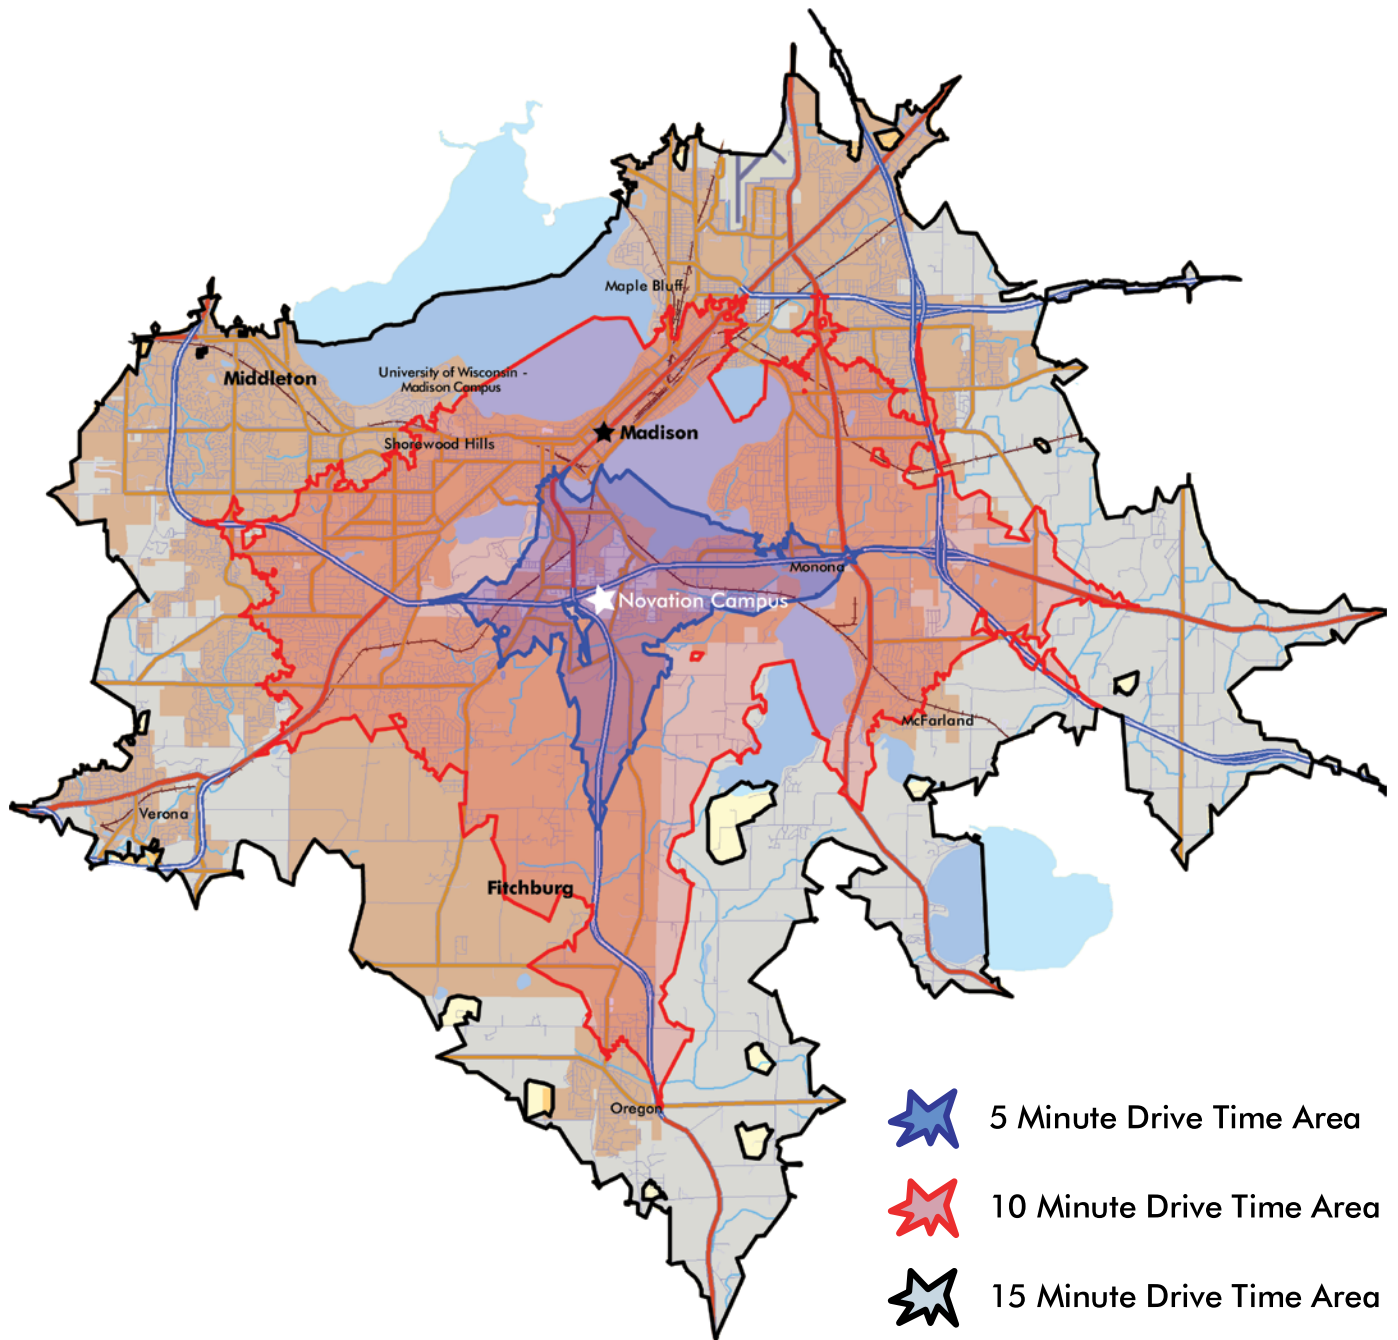 Maple Bluff
Middleton
University of Wisconsin -
Madison Campus
Shorewood Hills
Madison
Monona
Novation Campus
McFarland
Verona
Fitchburg
Oregon
5 Minute Drive Time Area
10 Minute Drive Time Area
15 Minute Drive Time Area